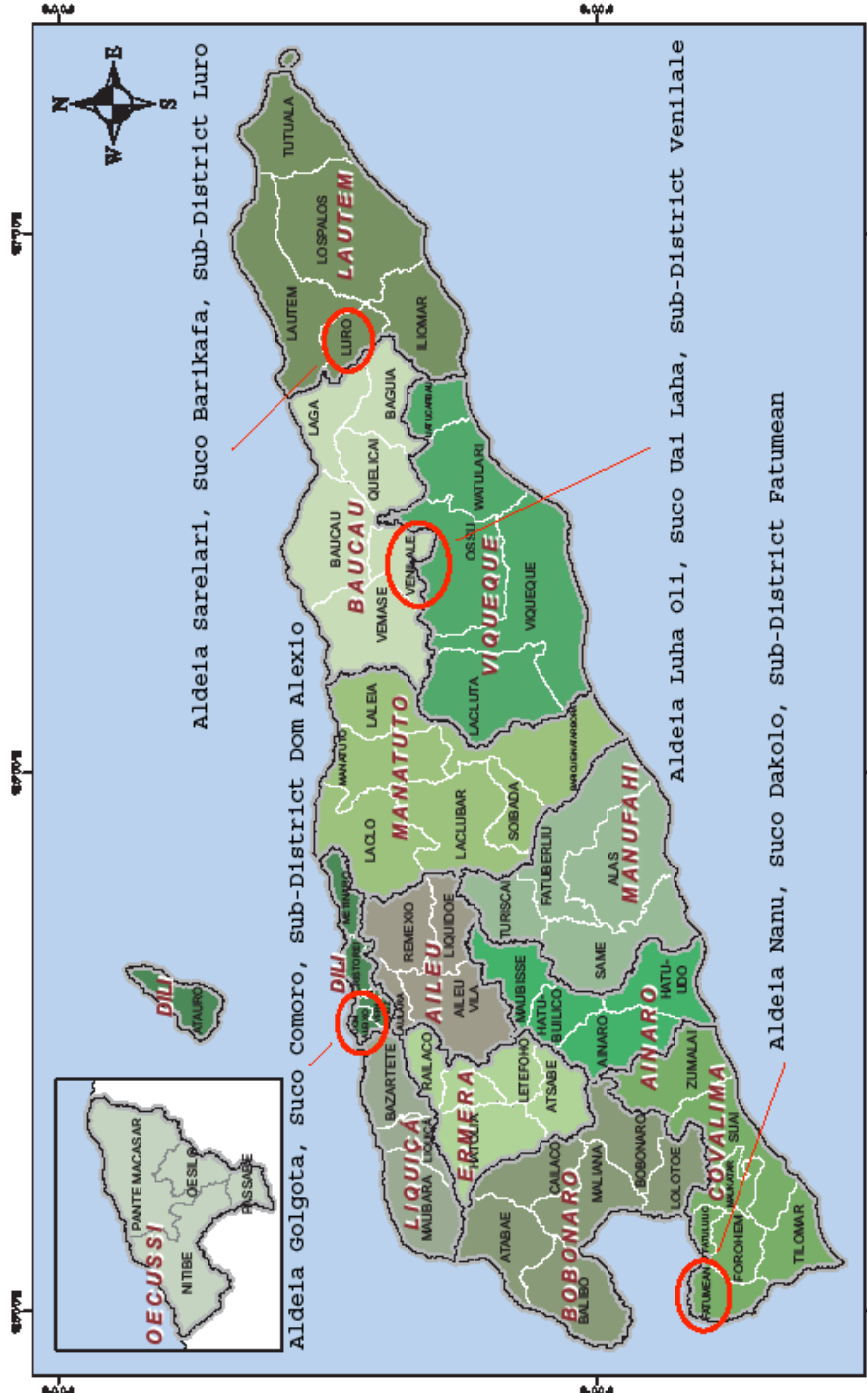 N
W
E
S
OECUSSI
PANTE MACASAR
NITIBE
OESILO
PASSABE
DILI
ATAURO
Aldeia Golgota, Suco Comoro, Sub-District Dom Alexio
Aldeia Sarelari, Suco Barikafa, Sub-District Luro
LAUTEM
TUTUALA
LOSPALOS
LAUTEM
LURO
ILIOMAR
BAUCAU
LAGA
BAGUIA
QUELICAI
BAUCAU
VEMASE
VENILALE
VIQUEQUE
WATULARI
OSSU
VIQUEQUE
LACLUTA
MANATUTO
MANATUTO
LALEIA
LACLO
LACLUBAR
SOIBADA
DILI
METINARO
AILEU
REMEXIO
LIQUIDOE
AILEU
VILA
MANUFAHI
TURISCAI
FATUBERLIU
ALAS
SAME
AINARO
MAUBISSE
HATU-
BUILICO
AINARO
HATU-
UDO
LIQUICA
BAZARTETE
LIQUICA
MAUBARA
ERMERA
RAILACO
LETEFOHO
ATSABE
BOBONARO
ATABAE
CAILACO
MALIANA
BOBONARO
LOLOTOE
BALIBO
COVALIMA
ZUMALAI
SUAI
FATUMEAN
FOROHEM
TILOMAR
Aldeia Luha Oli, Suco Uai Laha, Sub-District Venilale
Aldeia Nanu, Suco Dakolo, Sub-District Fatumean